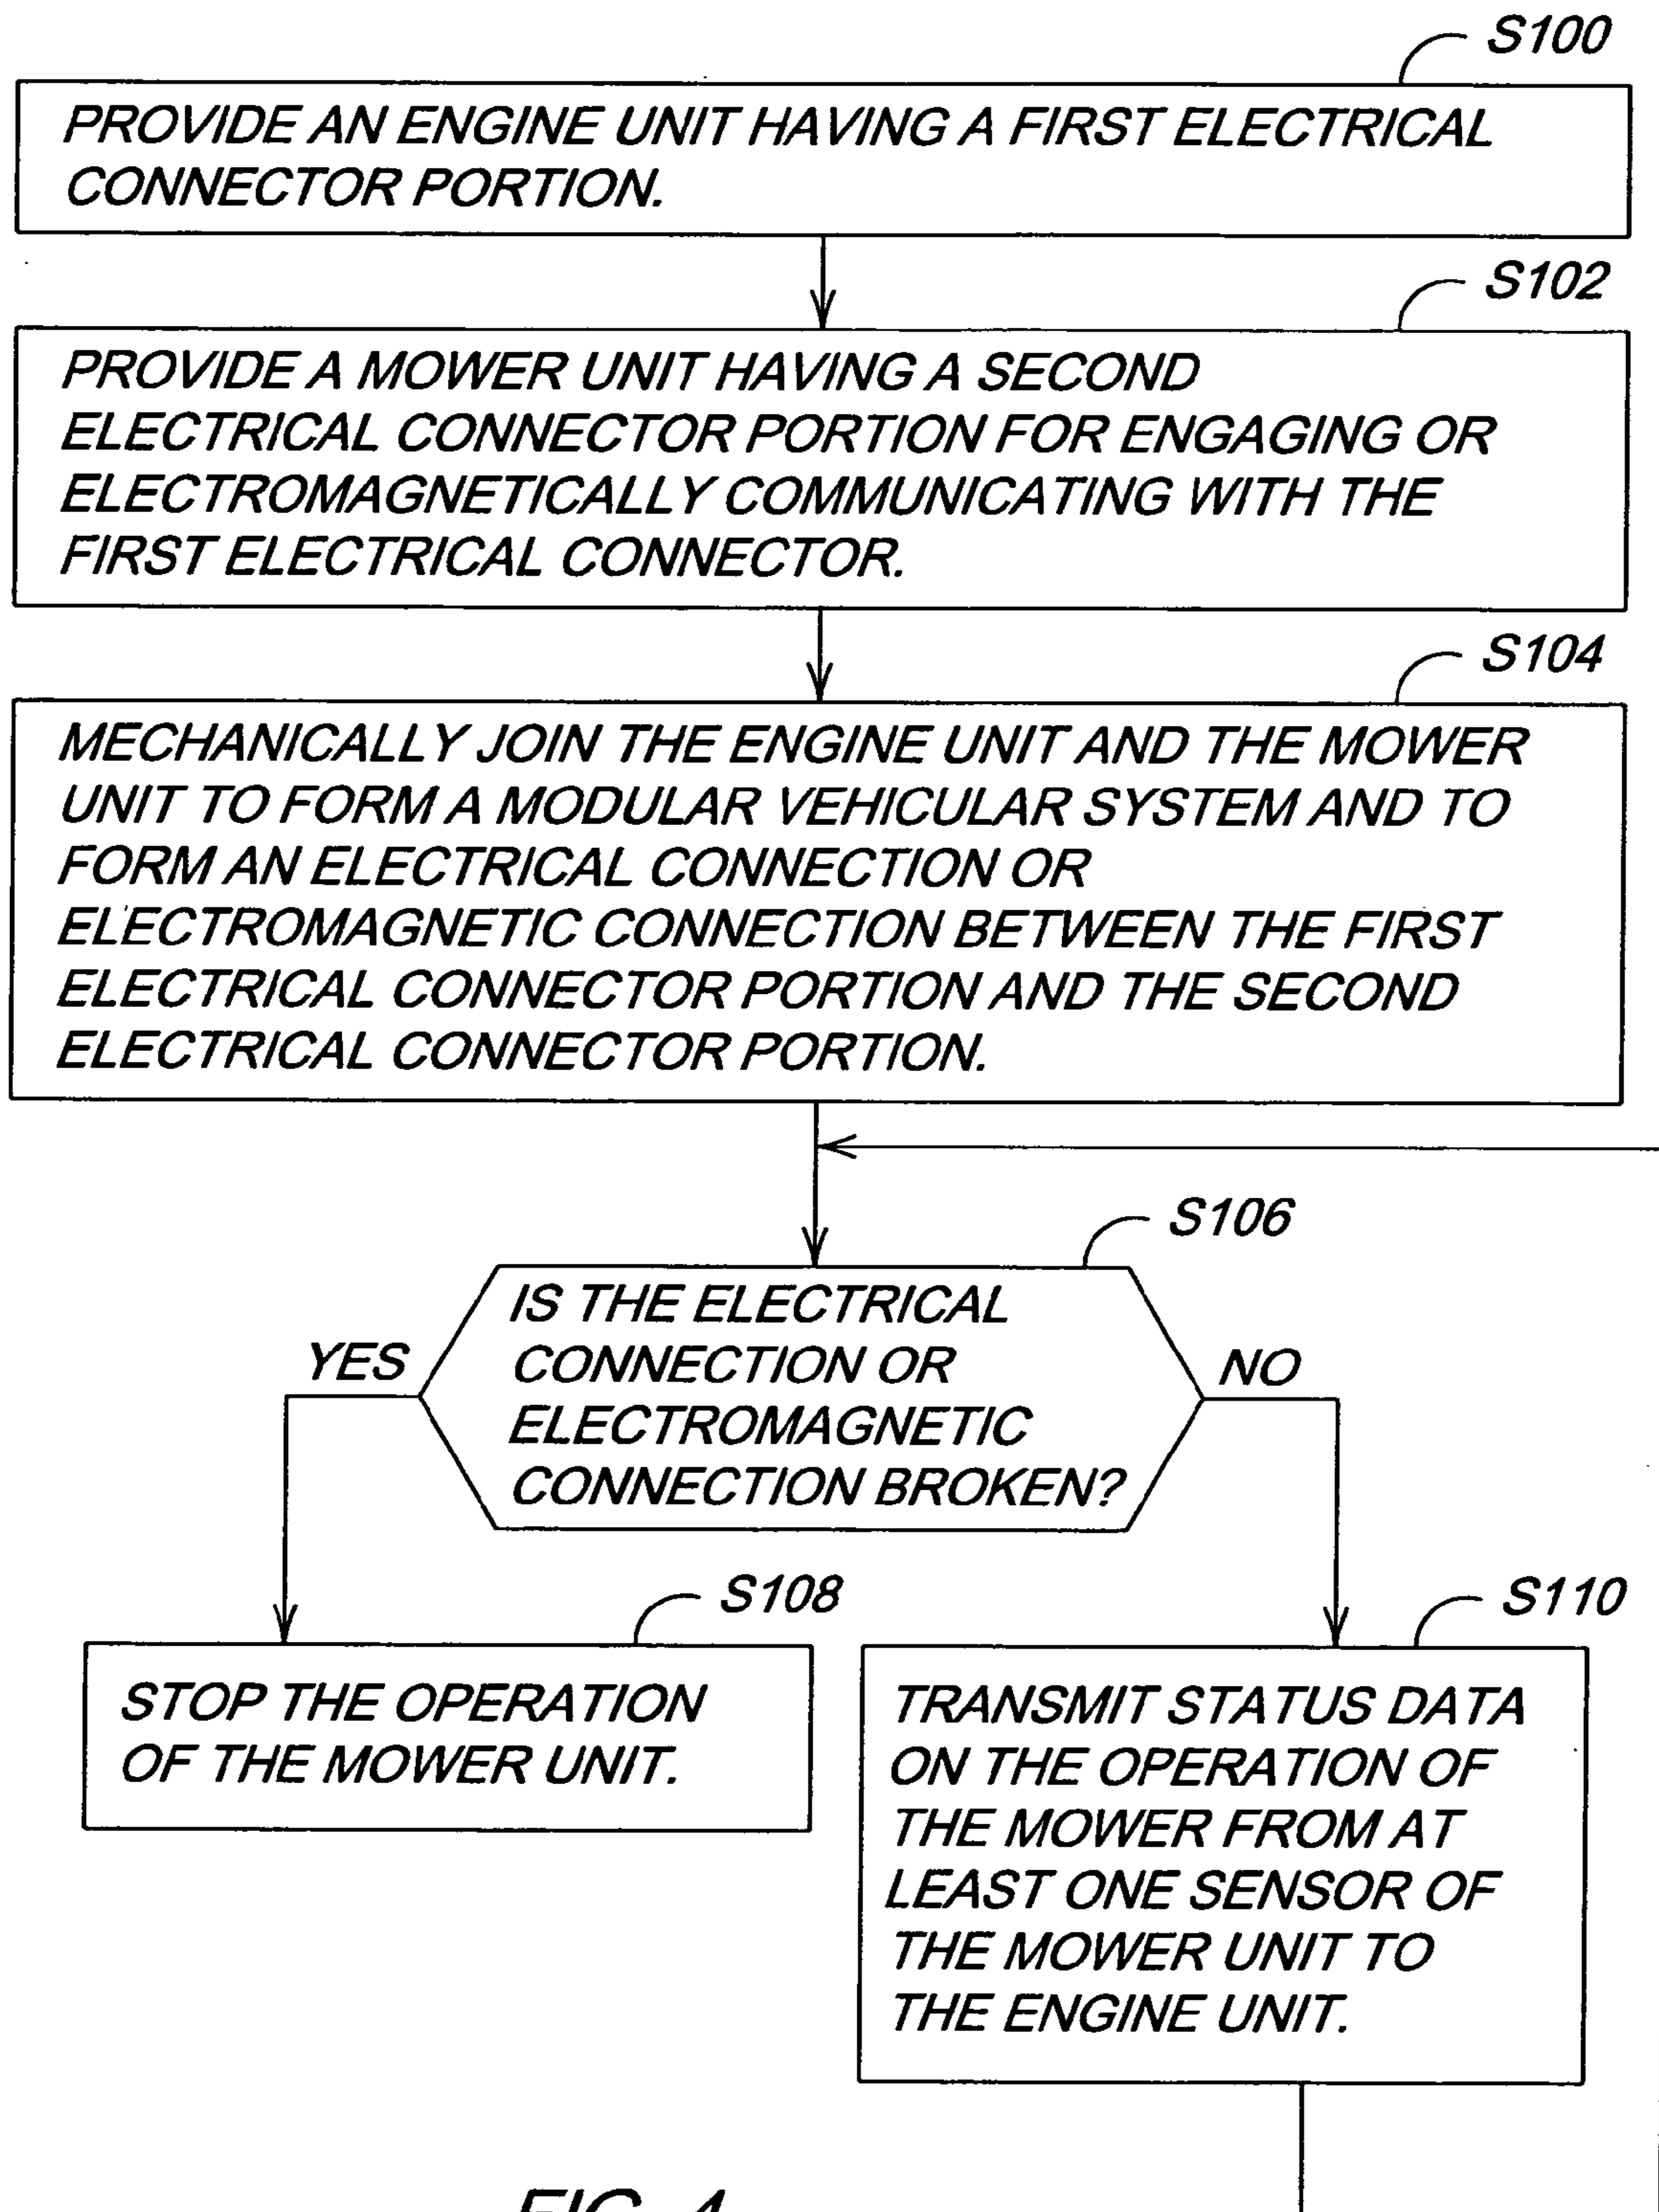 S100
PROVIDE AN ENGINE UNIT HAVING A FIRST ELECTRICAL
CONNECTOR PORTION.
S102
PROVIDE A MOWER UNIT HAVING A SECOND
ELECTRICAL CONNECTOR PORTION FOR ENGAGING OR
ELECTROMAGNETICALLY COMMUNICATING WITH THE
FIRST ELECTRICAL CONNECTOR.
S104
MECHANICALLY JOIN THE ENGINE UNIT AND THE MOWER
UNIT TO FORM A MODULAR VEHICULAR SYSTEM AND TO
FORM AN ELECTRICAL CONNECTION OR
ELECTROMAGNETIC CONNECTION BETWEEN THE FIRST
ELECTRICAL CONNECTOR PORTION AND THE SECOND
ELECTRICAL CONNECTOR PORTION.
S106
IS THE ELECTRICAL
CONNECTION OR
ELECTROMAGNETIC
CONNECTION BROKEN?
YES
NO
S108
STOP THE OPERATION
OF THE MOWER UNIT.
S110
TRANSMIT STATUS DATA
ON THE OPERATION OF
THE MOWER FROM AT
LEAST ONE SENSOR OF
THE MOWER UNIT TO
THE ENGINE UNIT.
FIG. 4